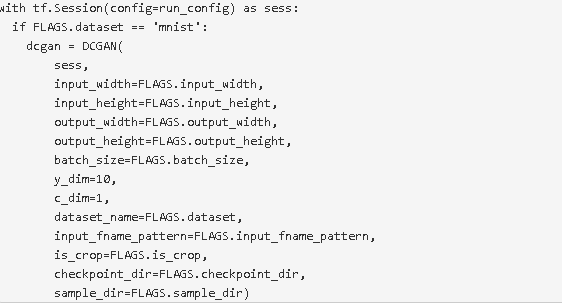 with tf.Session(config=run_config) as sess:
  if FLAGS.dataset == 'mnist':
    dcgan = DCGAN(
        sess,
        input_width=FLAGS.input_width,
        input_height=FLAGS.input_height,
        output_width=FLAGS.output_width,
        output_height=FLAGS.output_height,
        batch_size=FLAGS.batch_size,
        y_dim=10,
        c_dim=1,
        dataset_name=FLAGS.dataset,
        input_fname_pattern=FLAGS.input_fname_pattern,
        is_crop=FLAGS.is_crop,
        checkpoint_dir=FLAGS.checkpoint_dir,
        sample_dir=FLAGS.sample_dir)